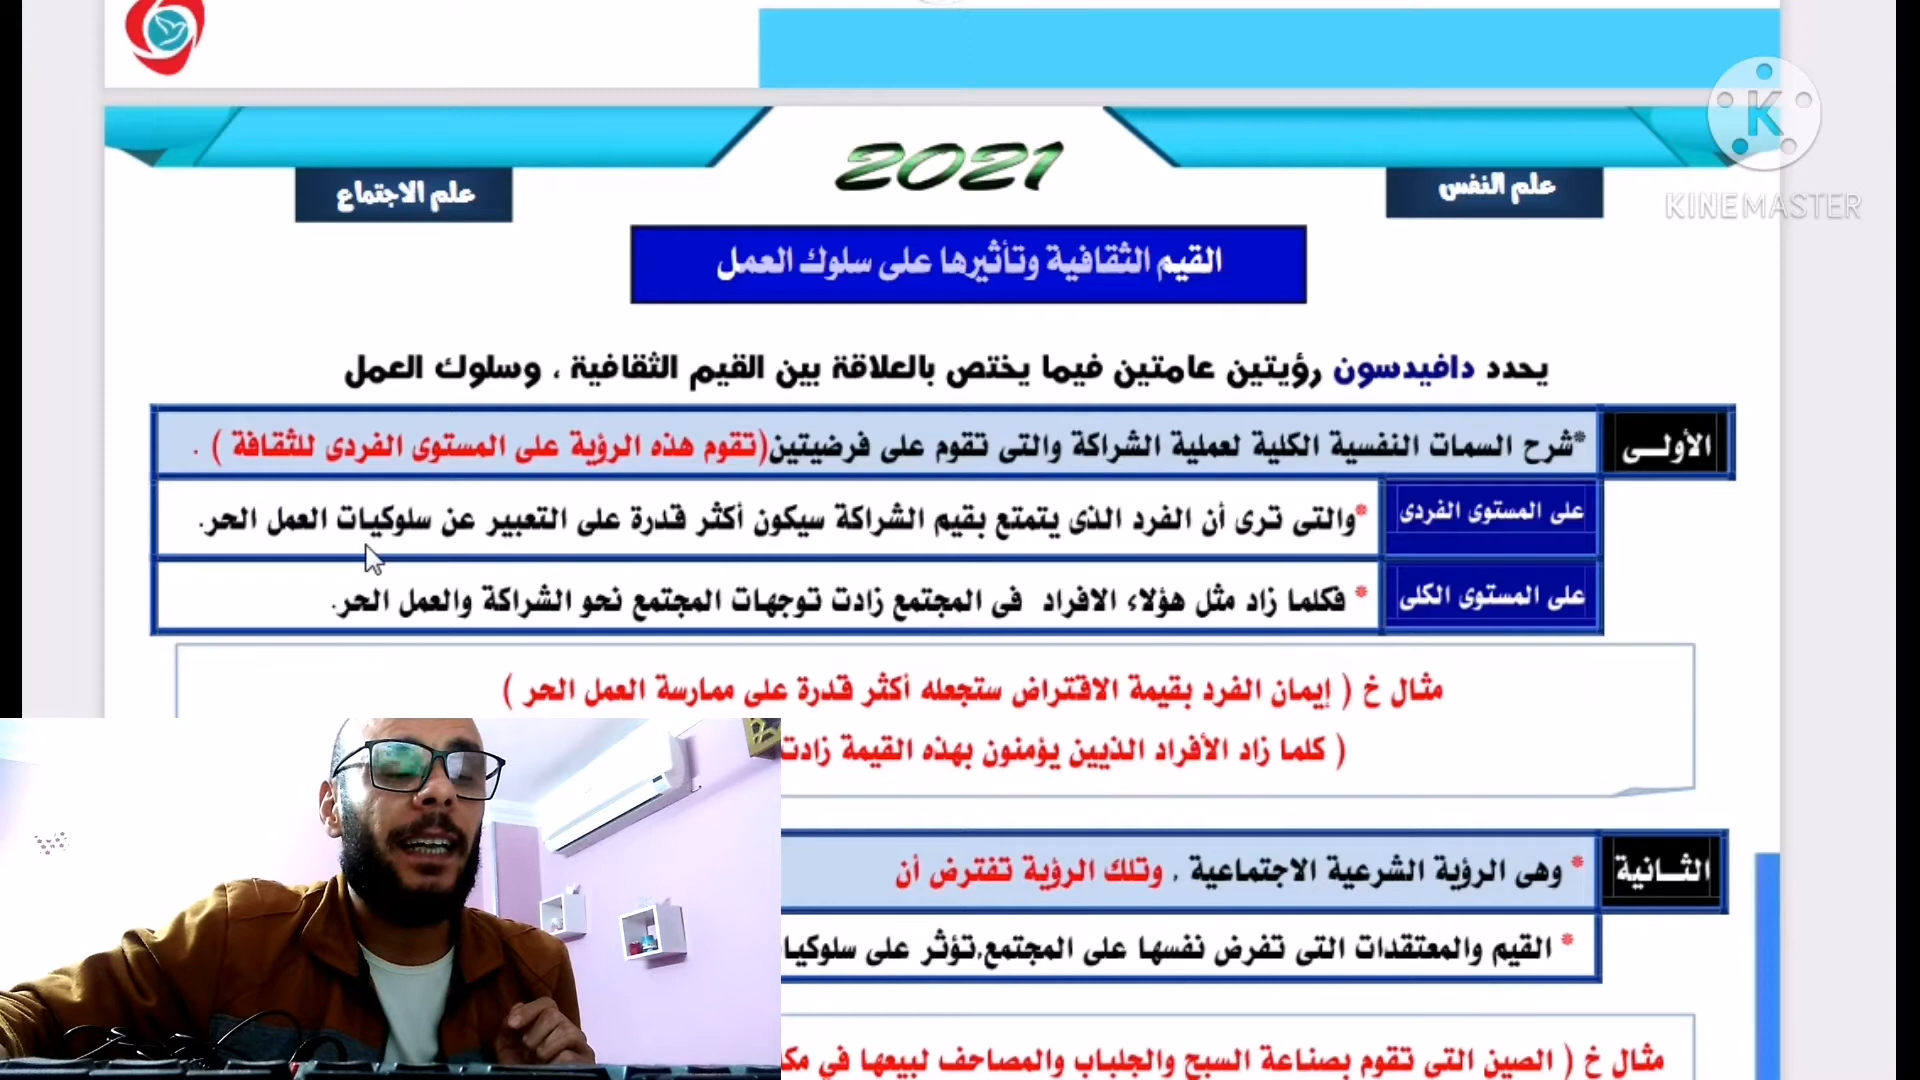 2021
علم النفس
علم الاجتماع
KINEMASTER
القيم الثقافية وتأثيرها على سلوك العمل
يحدد دافيدسون رؤيتين عامتين فيما يختص بالعلاقة بين القيم الثقافية ، وسلوك العمل
الأولى
*شرح السمات النفسية الكلية لعملية الشراكة والتى تقوم على فرضيتين(تقوم هذه الرؤية على المستوى الفردى للثقافة ) .
على المستوى الفردى
*والتى ترى أن الفرد الذى يتمتع بقيم الشراكة سيكون أكثر قدرة على التعبير عن سلوكيات العمل الحر.
على المستوى الكلى
* فكلما زاد مثل هؤلاء الافراد فى المجتمع زادت توجهات المجتمع نحو الشراكة والعمل الحر.
مثال خ ( إيمان الفرد بقيمة الاقتراض ستجعله أكثر قدرة على ممارسة العمل الحر )
( كلما زاد الأفراد الذيين يؤمنون بهذه القيمة زادت
الثانية
* وهى الرؤية الشرعية الاجتماعية ، وتلك الرؤية تفترض أن
* القيم والمعتقدات التى تفرض نفسها على المجتمع،تؤثر على
مثال خ ( الصين التى تقوم بصناعة السبح والجلباب والمصاحف لبيعها في